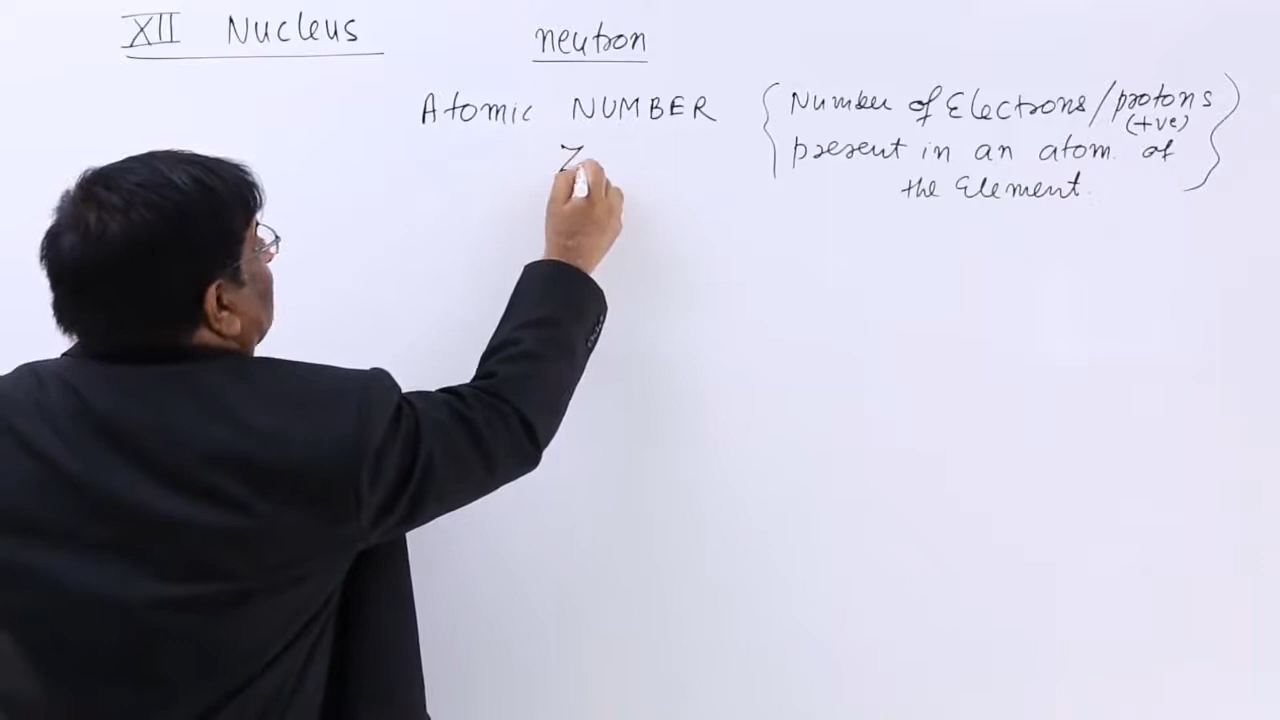 XII Nucleus
neutron
Atomic NUMBER
Z
{ Number of Electrons/protons
(+ve)
present in an atom of
the Element. }